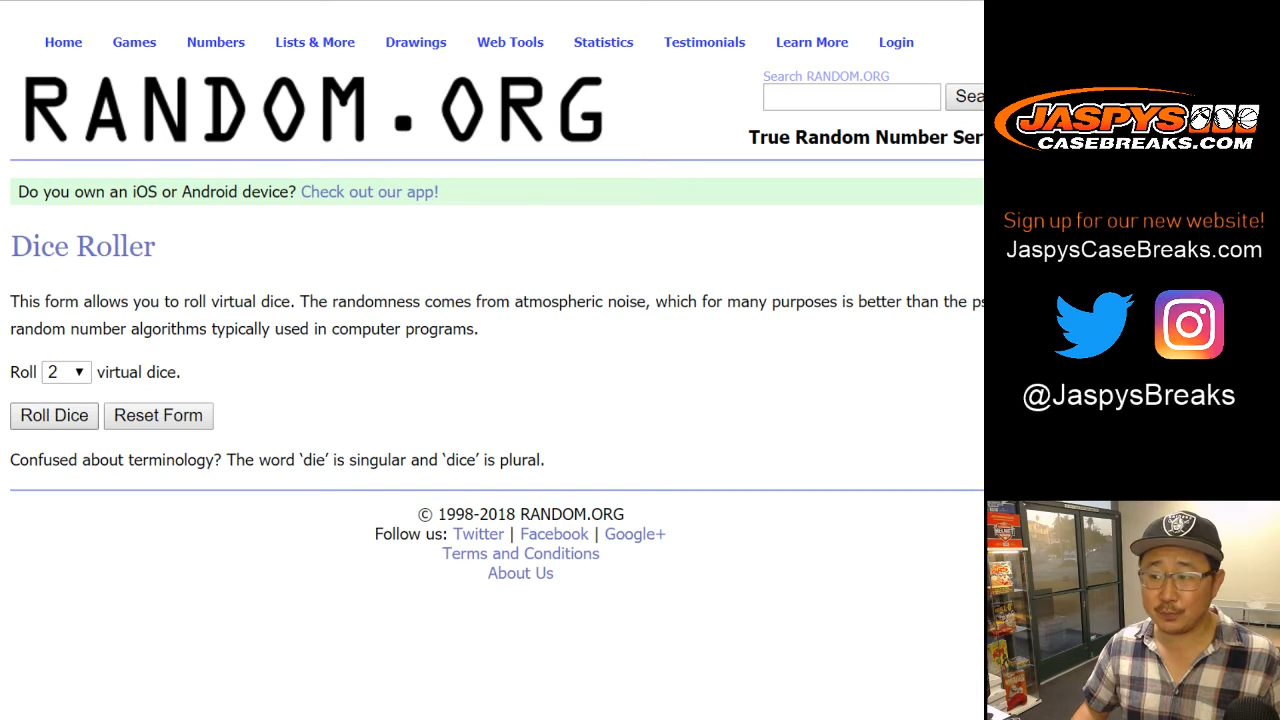 Home Games Numbers Lists & More Drawings Web Tools Statistics Testimonials Learn More Login
RANDOM.ORG
Search RANDOM.ORG
Sea
True Random Number Ser
Do you own an iOS or Android device? Check out our app!
Dice Roller
This form allows you to roll virtual dice. The randomness comes from atmospheric noise, which for many purposes is better than the ps
random number algorithms typically used in computer programs.
Roll 2 virtual dice.
Roll Dice Reset Form
Confused about terminology? The word ‘die’ is singular and ‘dice’ is plural.
© 1998-2018 RANDOM.ORG
Follow us: Twitter | Facebook | Google+
Terms and Conditions
About Us
JASPYS
CASEBREAKS.COM
Sign up for our new website!
JaspysCaseBreaks.com
@JaspysBreaks